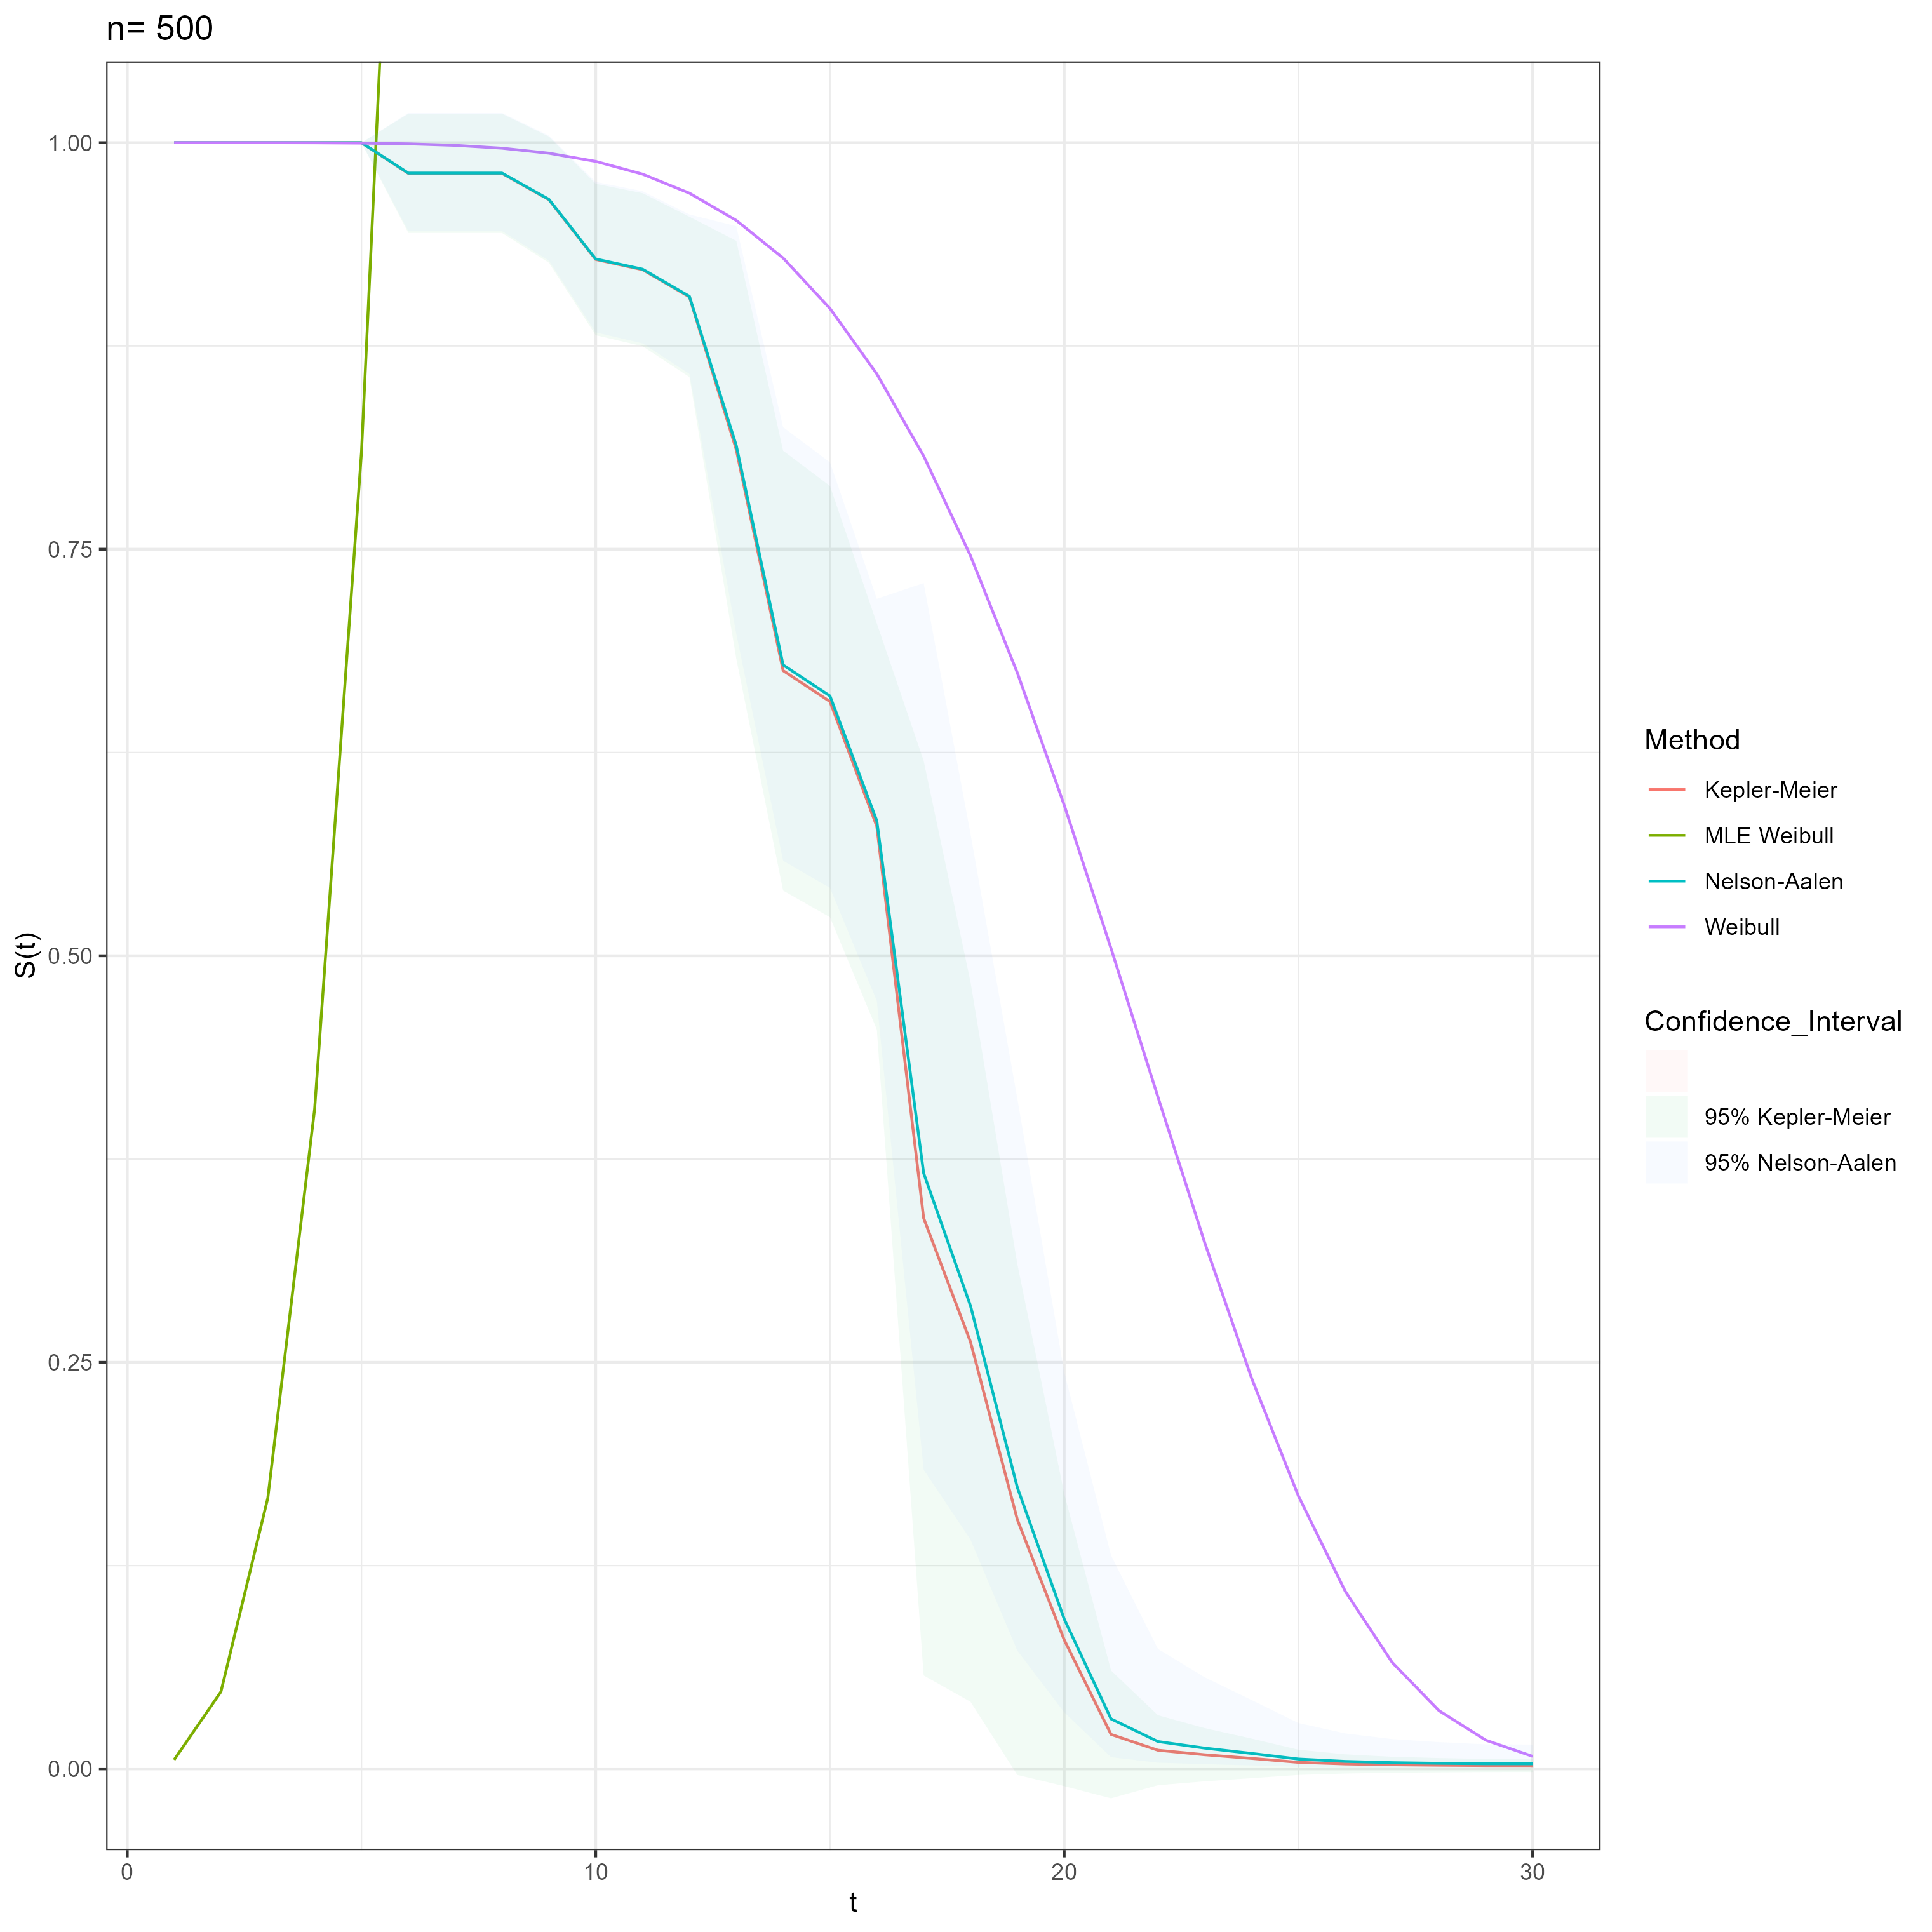 n= 500
1.00
0.75
0.50
0.25
0.00
S(t)
0
10
20
30
t
Method
Kepler-Meier
MLE Weibull
Nelson-Aalen
Weibull
Confidence_Interval
95% Kepler-Meier
95% Nelson-Aalen